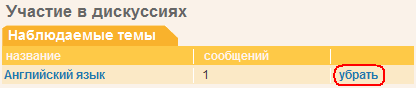 Участие в дискуссиях
Наблюдаемые темы
название сообщений
Английский язык 1 убрать